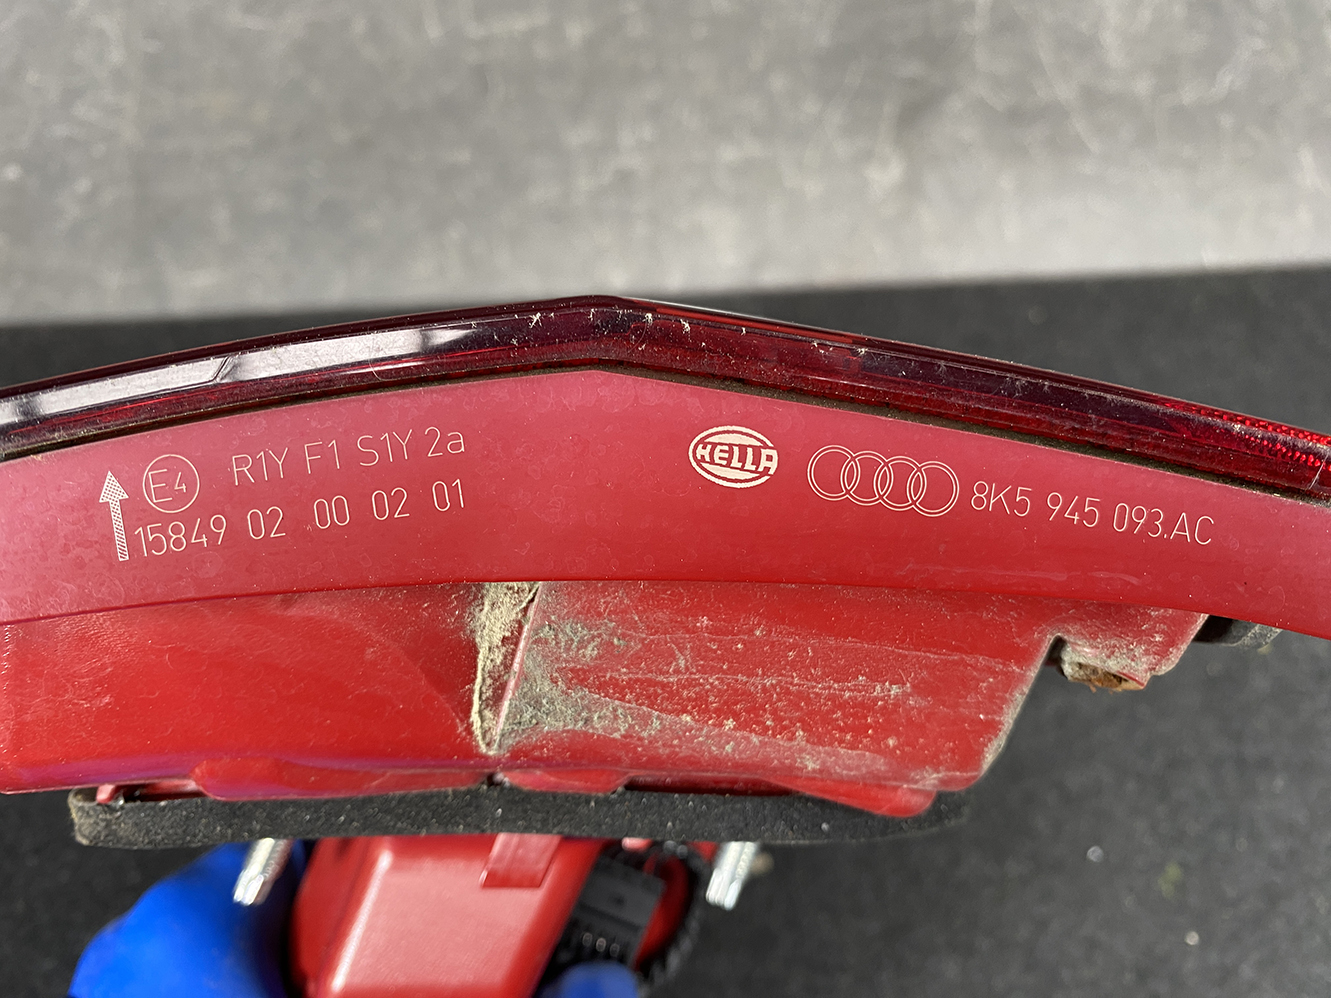 E4 R1Y F1 S1Y 2a
15849 02 00 02 01
HELLA 8K5 945 093.AC